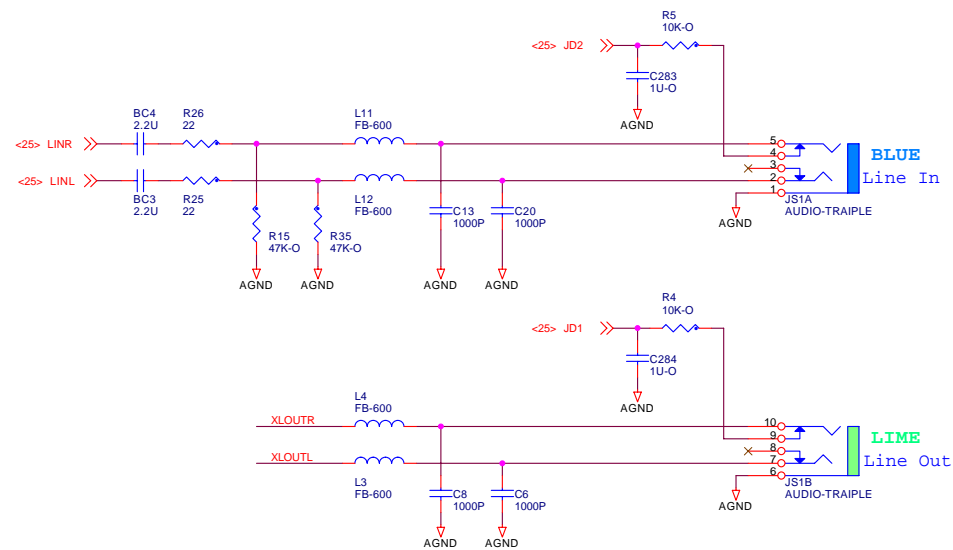 R5
10K-O
<25> JD2
C283
1U-O
AGND
BC4
2.2U
R26
22
L11
FB-600
<25> LINR
5
4
3
2
1
BLUE
Line In
<25> LINL
BC3
2.2U
R25
22
L12
FB-600
C13
1000P
C20
1000P
JS1A
AUDIO-TRAIPLE
AGND
R15
47K-O
R35
47K-O
AGND
AGND
AGND
AGND
R4
10K-O
<25> JD1
C284
1U-O
AGND
L4
FB-600
XLOUTR
10
9
8
7
6
LIME
Line Out
XLOUTL
L3
FB-600
C8
1000P
C6
1000P
JS1B
AUDIO-TRAIPLE
AGND
AGND
AGND